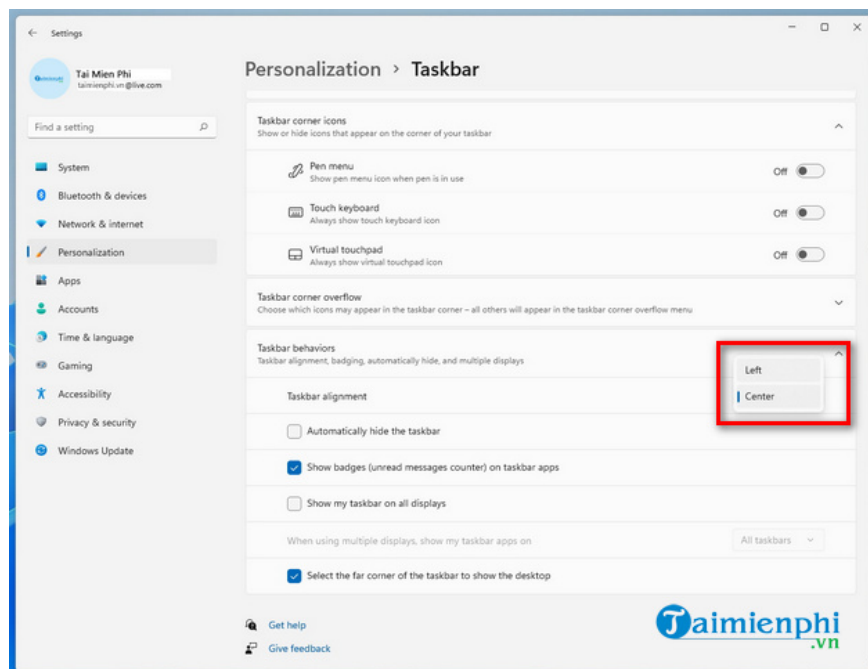 Settings
Tai Mien Phi
taimienphi.vn@live.com
Find a setting
System
Bluetooth & devices
Network & internet
Personalization
Apps
Accounts
Time & language
Gaming
Accessibility
Privacy & security
Windows Update
Personalization > Taskbar
Taskbar corner icons
Show or hide icons that appear on the corner of your taskbar
Pen menu
Show pen menu icon when pen is in use
Off
Touch keyboard
Always show touch keyboard icon
Off
Virtual touchpad
Always show virtual touchpad icon
Off
Taskbar corner overflow
Choose which icons may appear in the taskbar corner – all others will appear in the taskbar corner overflow menu
Taskbar behaviors
Taskbar alignment, badging, automatically hide, and multiple displays
Taskbar alignment
Left
Center
Automatically hide the taskbar
Show badges (unread messages counter) on taskbar apps
Show my taskbar on all displays
When using multiple displays, show my taskbar apps on
All taskbars
Select the far corner of the taskbar to show the desktop
Get help
Give feedback
Taimienphi
.vn